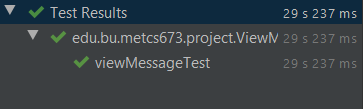 Test Results 29 s 237 ms
edu.bu.metcs673.project.ViewM 29 s 237 ms
viewMessageTest 29 s 237 ms